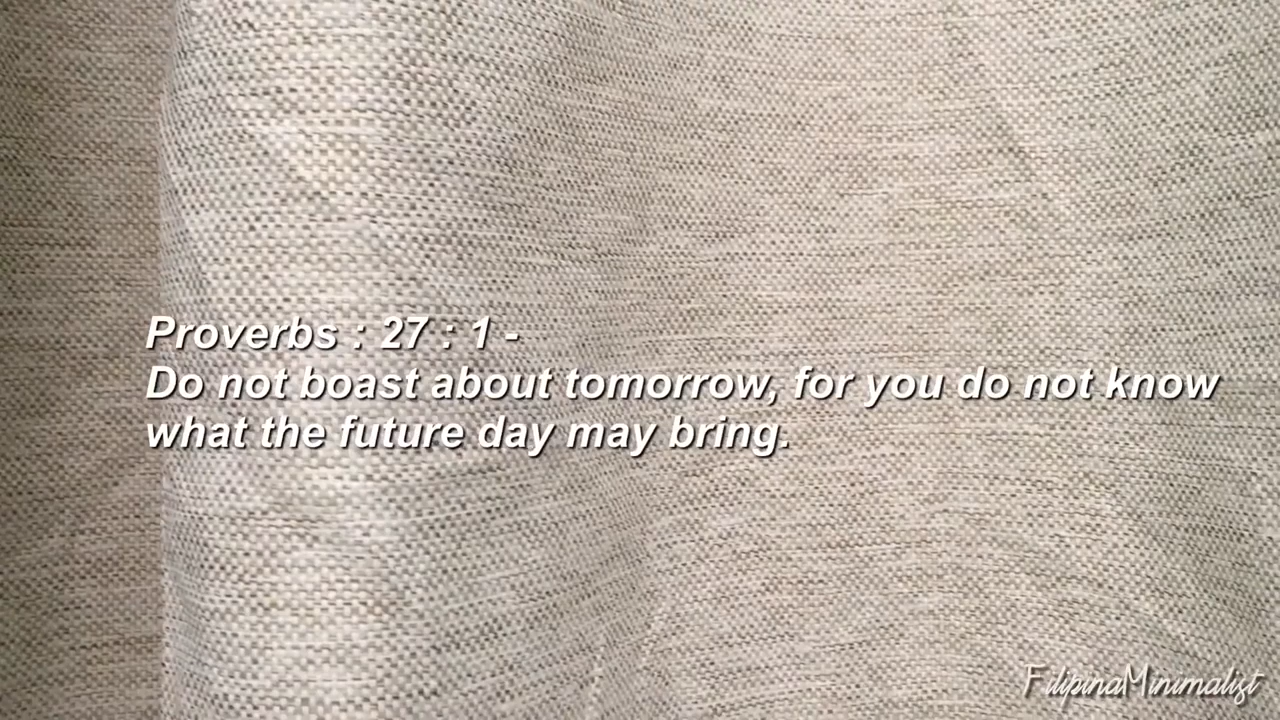 Proverbs : 27 : 1 -
Do not boast about tomorrow, for you do not know
what the future day may bring.
FilipinaMinimalist